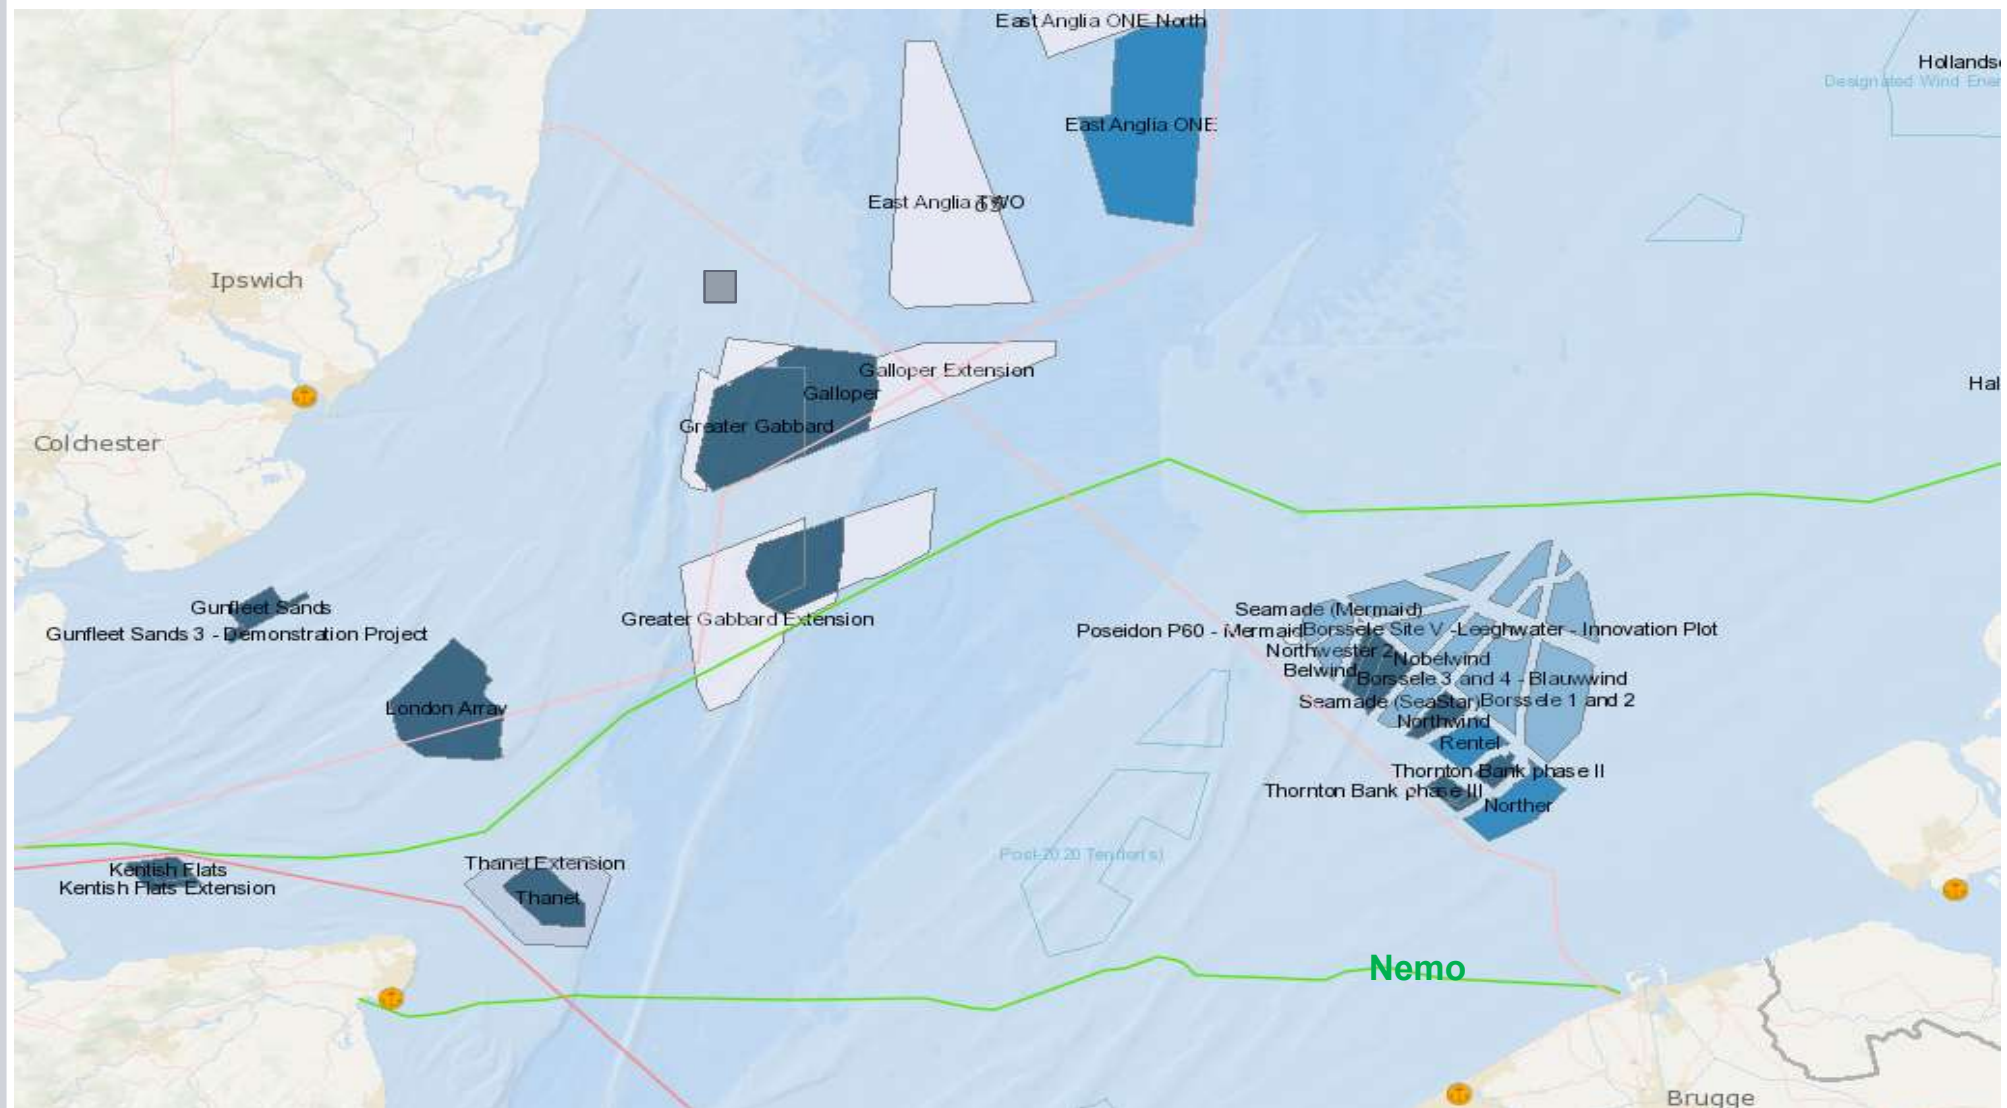 East Anglia ONE North
Hollands
Designated Wind Ener
East Anglia ONE
East Anglia TWO
Ipswich
Galloper Extension
Hal
Galloper
Greater Gabbard
Colchester
Gunfleet Sands
Seamade (Mermaid)
Greater Gabbard Extension
Poseidon P60 - Mermaid
Borssele Site V - Leeghwater - Innovation Plot
Gunfleet Sands 3 - Demonstration Project
Northwester 2
Nobelwind
Belwind
Borssele 3 and 4 - Blauwwind
Seamade (SeaStar)
Borssele 1 and 2
London Array
Northwind
Rentel
Thornton Bank phase II
Thornton Bank phase III
Norther
Post-2020 Tender(s)
Thanet Extension
Kentish Flats
Kentish Flats Extension
Thanet
Nemo
Brugge